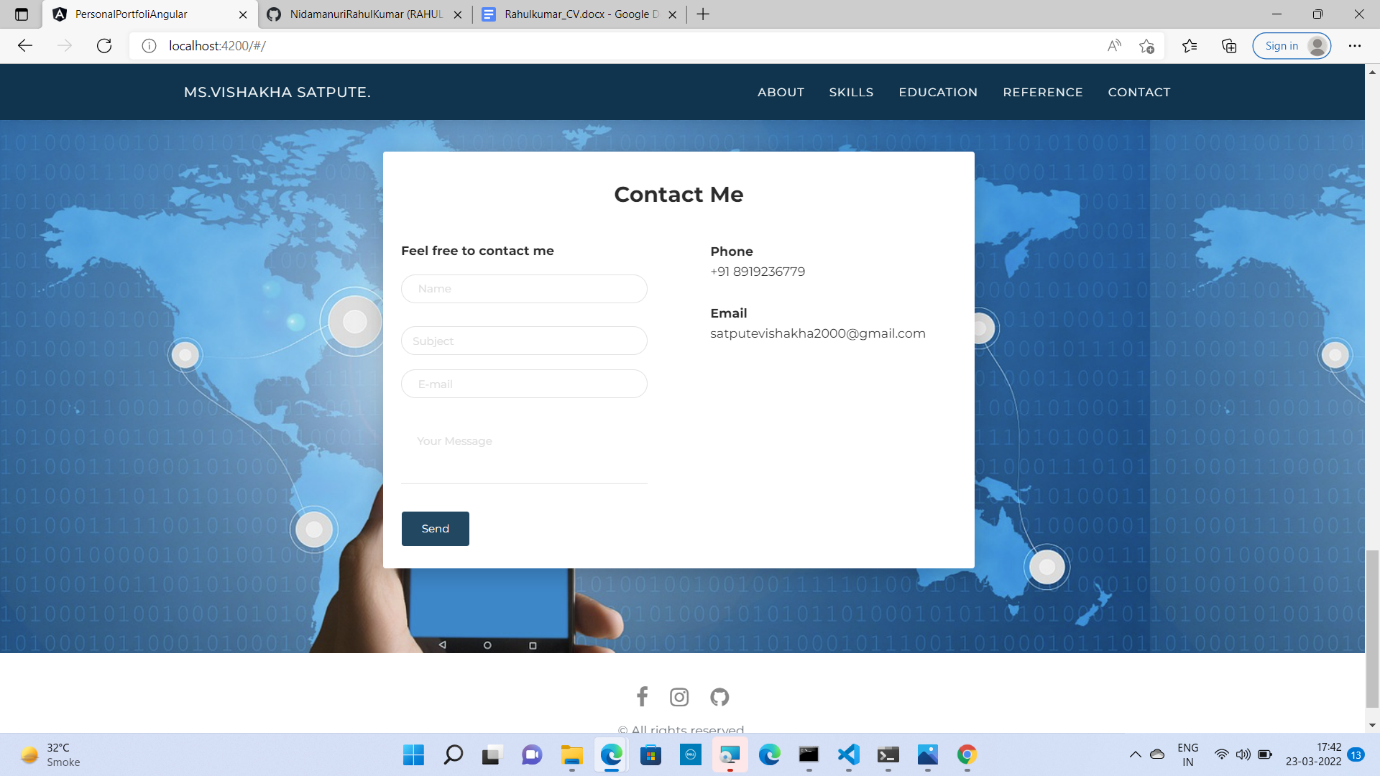 PersonalPortfoliAngular
NidamanuriRahulKumar (RAHUL
Rahulkumar_CV.docx - Google D
localhost:4200/#/
Sign in
MS.VISHAKHA SATPUTE.
ABOUT
SKILLS
EDUCATION
REFERENCE
CONTACT
Contact Me
Feel free to contact me
Name
Subject
E-mail
Your Message
Send
Phone
+91 8919236779
Email
satputevishakha2000@gmail.com
© All rights reserved
32°C
Smoke
ENG
IN
17:42
23-03-2022
13